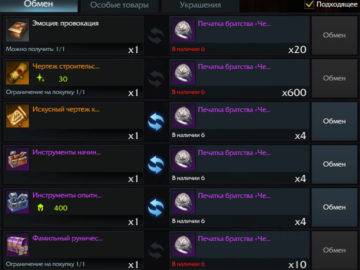 Обмен Особые товары Украшения Подходящее
Эмоция: провокация Печатка братства «Че...
Можно получить 1/1 x1 В наличии 6 x20 Обмен
Чертеж строительс... Печатка братства «Че...
30
Ограничение на покупку 1/1 x1 В наличии 6 x600 Обмен
Искусный чертеж к... Печатка братства «Че...
x1 В наличии 6 x4 Обмен
Инструменты начин... Печатка братства «Че...
x1 В наличии 6 x4 Обмен
Инструменты опытн... Печатка братства «Че...
400
x1 В наличии 6 x4 Обмен
Фамильный руничес... Печатка братства «Че...
Ограничение на покупку 1/1 x1 В наличии 6 Обмен